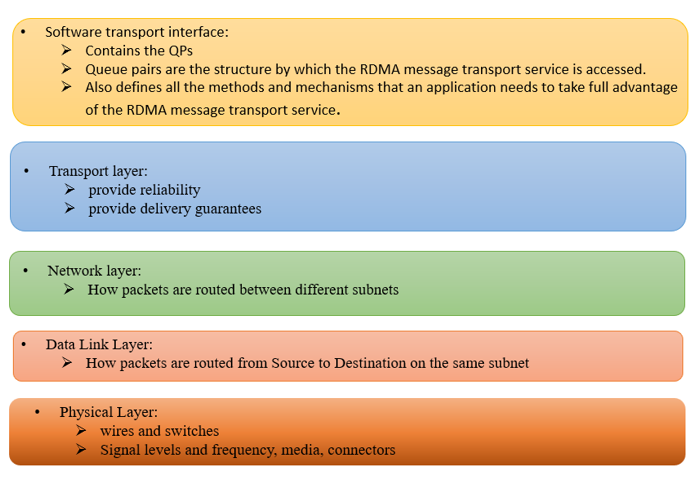 • Software transport interface:
➢ Contains the QPs
➢ Queue pairs are the structure by which the RDMA message transport service is accessed.
➢ Also defines all the methods and mechanisms that an application needs to take full advantage
of the RDMA message transport service.
• Transport layer:
➢ provide reliability
➢ provide delivery guarantees
• Network layer:
➢ How packets are routed between different subnets
• Data Link Layer:
➢ How packets are routed from Source to Destination on the same subnet
• Physical Layer:
➢ wires and switches
➢ Signal levels and frequency, media, connectors